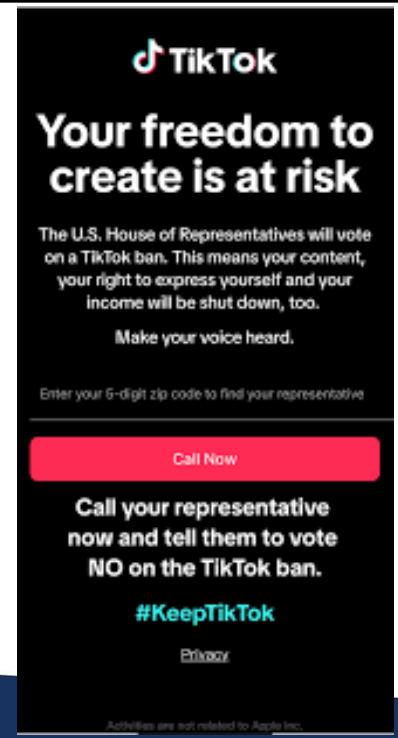 TikTok
Your freedom to
create is at risk
The U.S. House of Representatives will vote
on a TikTok ban. This means your content,
your right to express yourself and your
income will be shut down, too.
Make your voice heard.
Enter your 5-digit zip code to find your representative
Call Now
Call your representative
now and tell them to vote
NO on the TikTok ban.
#KeepTikTok
Privacy
Activities are not related to Apple Inc.